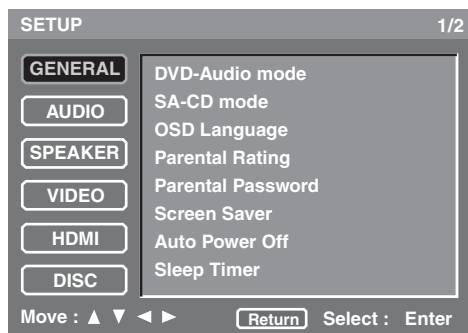 SETUP 1/2
GENERAL
AUDIO
SPEAKER
VIDEO
HDMI
DISC
DVD-Audio mode
SA-CD mode
OSD Language
Parental Rating
Parental Password
Screen Saver
Auto Power Off
Sleep Timer
Move : ▲ ▼ ◄ ► Return Select : Enter